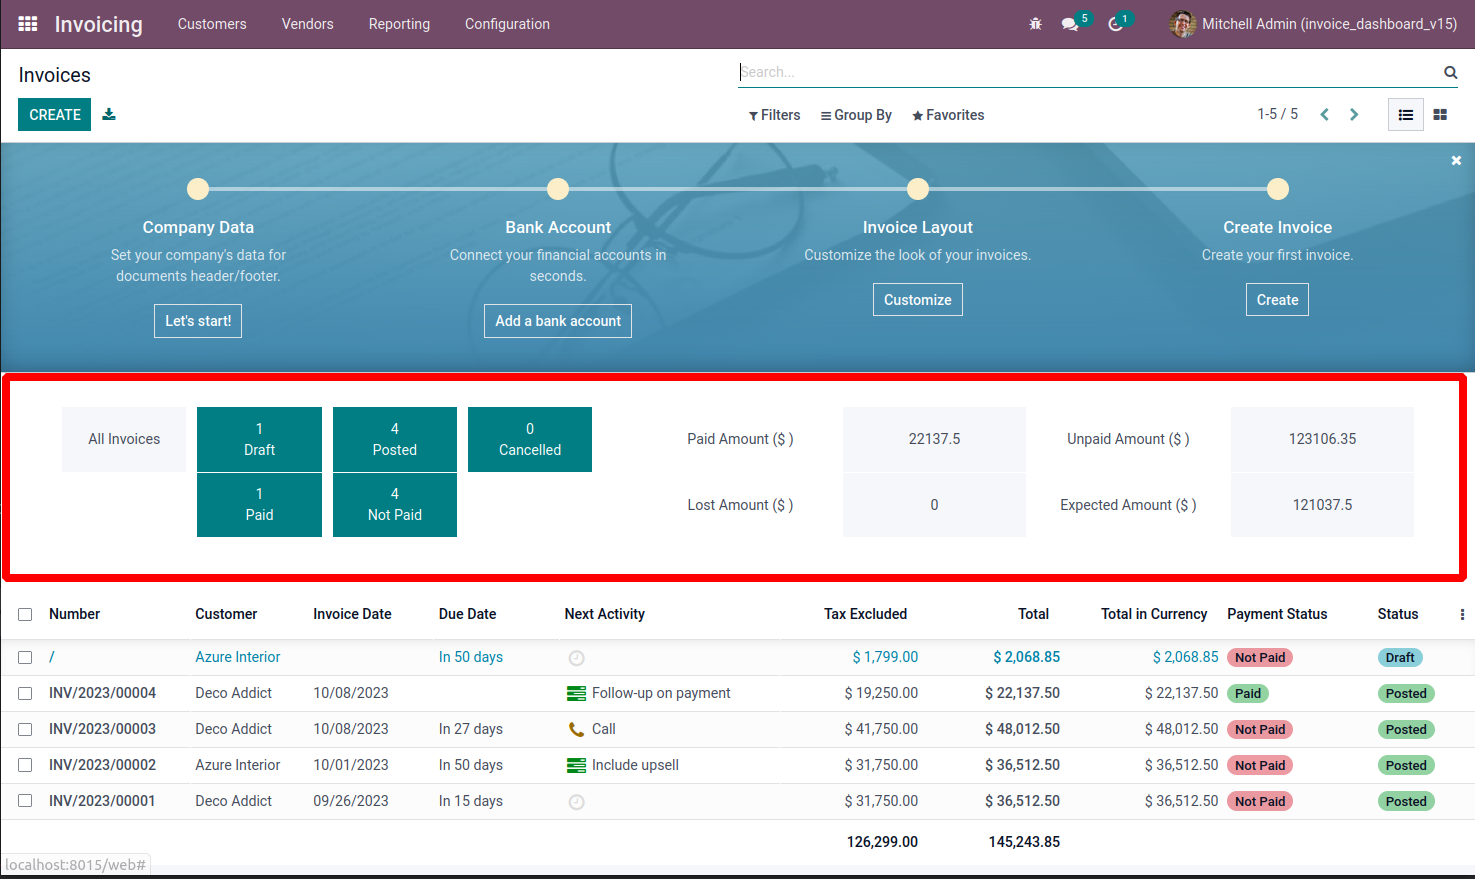 Invoicing Customers Vendors Reporting Configuration 5 1 Mitchell Admin (invoice_dashboard_v15)
Invoices Search...
CREATE Filters Group By Favorites 1-5 / 5
Company Data Bank Account Invoice Layout Create Invoice
Set your company's data for Connect your financial accounts in Customize the look of your invoices. Create your first invoice.
documents header/footer. seconds.
Customize Create
Let's start! Add a bank account
1 4 0
All Invoices Paid Amount ($ ) 22137.5 Unpaid Amount ($ ) 123106.35
Draft Posted Cancelled
1 4
Lost Amount ($ ) 0 Expected Amount ($ ) 121037.5
Paid Not Paid
Number Customer Invoice Date Due Date Next Activity Tax Excluded Total Total in Currency Payment Status Status
/ Azure Interior In 50 days $ 1,799.00 $ 2,068.85 $ 2,068.85 Not Paid Draft
INV/2023/00004 Deco Addict 10/08/2023 Follow-up on payment $ 19,250.00 $ 22,137.50 $ 22,137.50 Paid Posted
INV/2023/00003 Deco Addict 10/08/2023 In 27 days Call $ 41,750.00 $ 48,012.50 $ 48,012.50 Not Paid Posted
INV/2023/00002 Azure Interior 10/01/2023 In 50 days Include upsell $ 31,750.00 $ 36,512.50 $ 36,512.50 Not Paid Posted
INV/2023/00001 Deco Addict 09/26/2023 In 15 days $ 31,750.00 $ 36,512.50 $ 36,512.50 Not Paid Posted
126,299.00 145,243.85
localhost:8015/web#